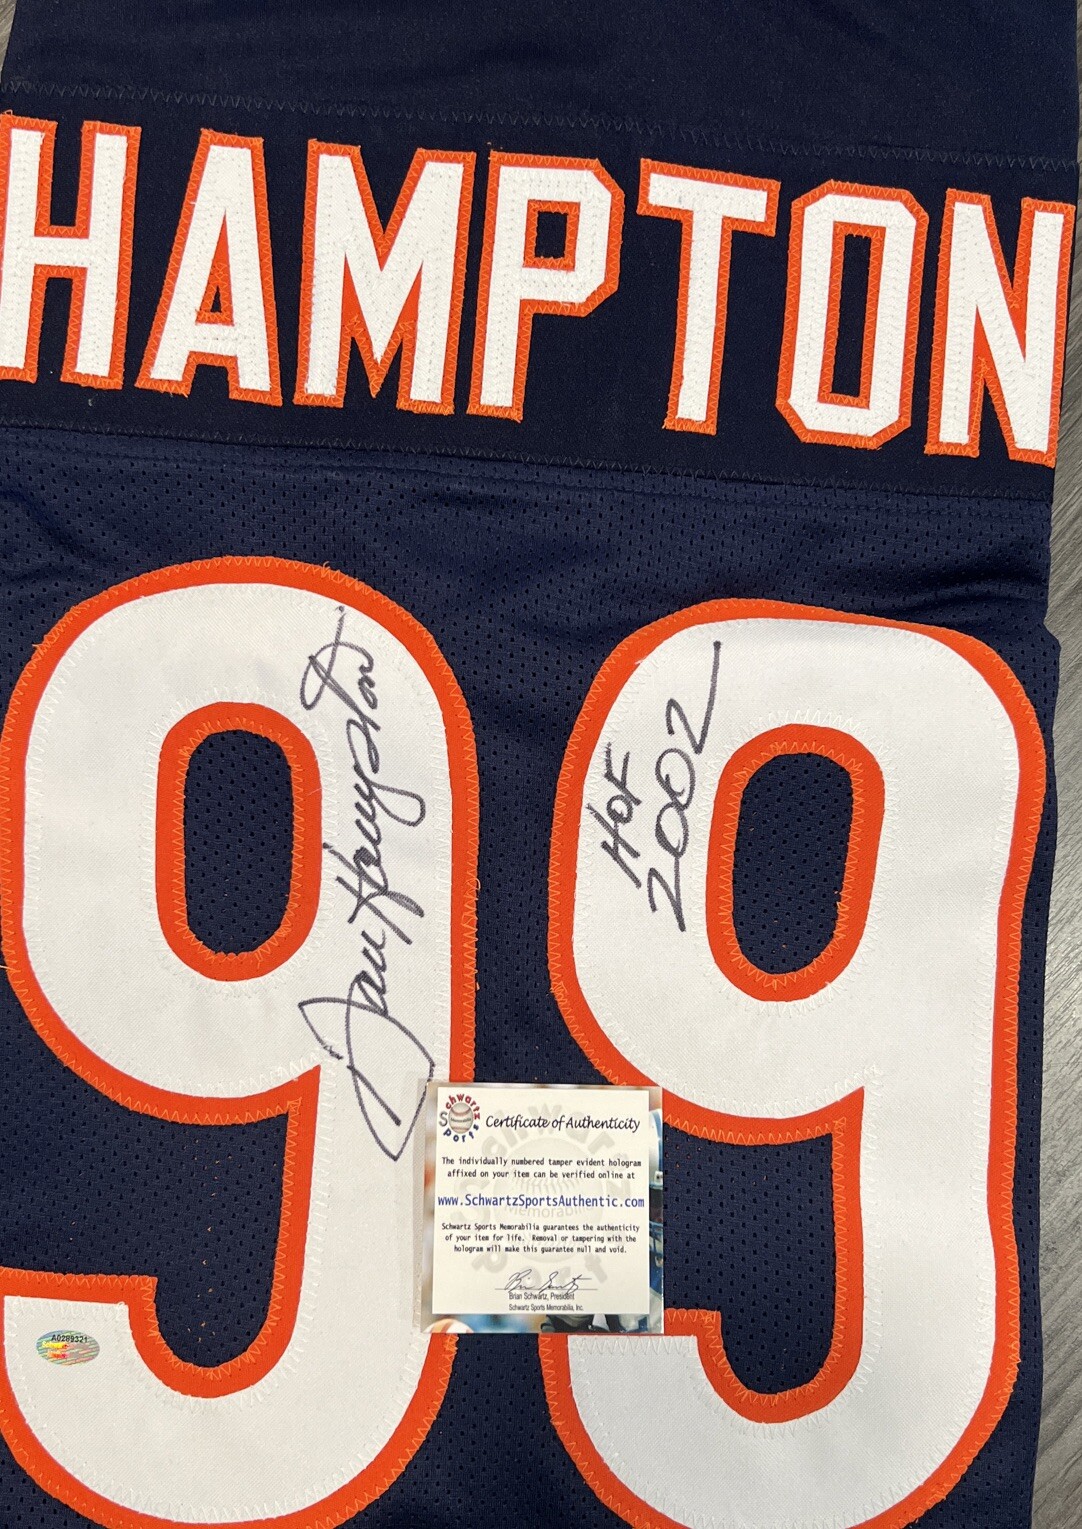 HAMPTON
99
Dan Hampton
HOF
2002
Schwartz
Sports
Certificate of Authenticity
The individually numbered tamper evident hologram
affixed on your item can be verified online at
www.SchwartzSportsAuthentic.com
Schwartz Sports Memorabilia guarantees the authenticity
of your item for life. Removal or tampering with the
hologram will make this guarantee null and void.
Brian Schwartz, President
Schwartz Sports Memorabilia, Inc.
A0289321